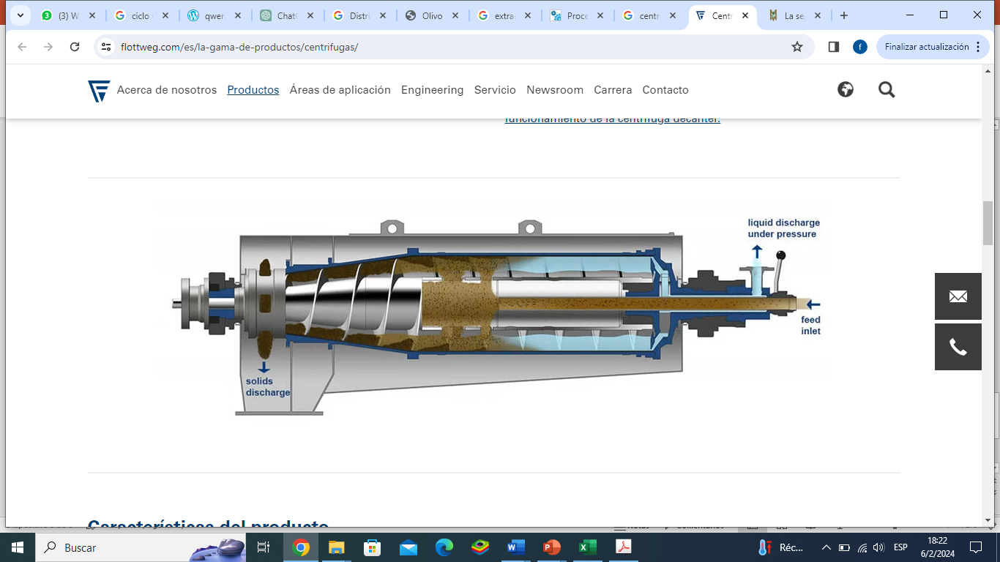 (3) W
ciclo
qwer
ChatG
Distri
Olivo
extra
Proce
centr
Centr
La se
flottweg.com/es/la-gama-de-productos/centrifugas/
f
Finalizar actualización
Acerca de nosotros Productos Áreas de aplicación Engineering Servicio Newsroom Carrera Contacto
funcionamiento de la centrífuga decanter.
liquid discharge
under pressure
feed
inlet
solids
discharge
Características del producto
Notas
Comentarios
Buscar
Réc...
ESP
18:22
6/2/2024